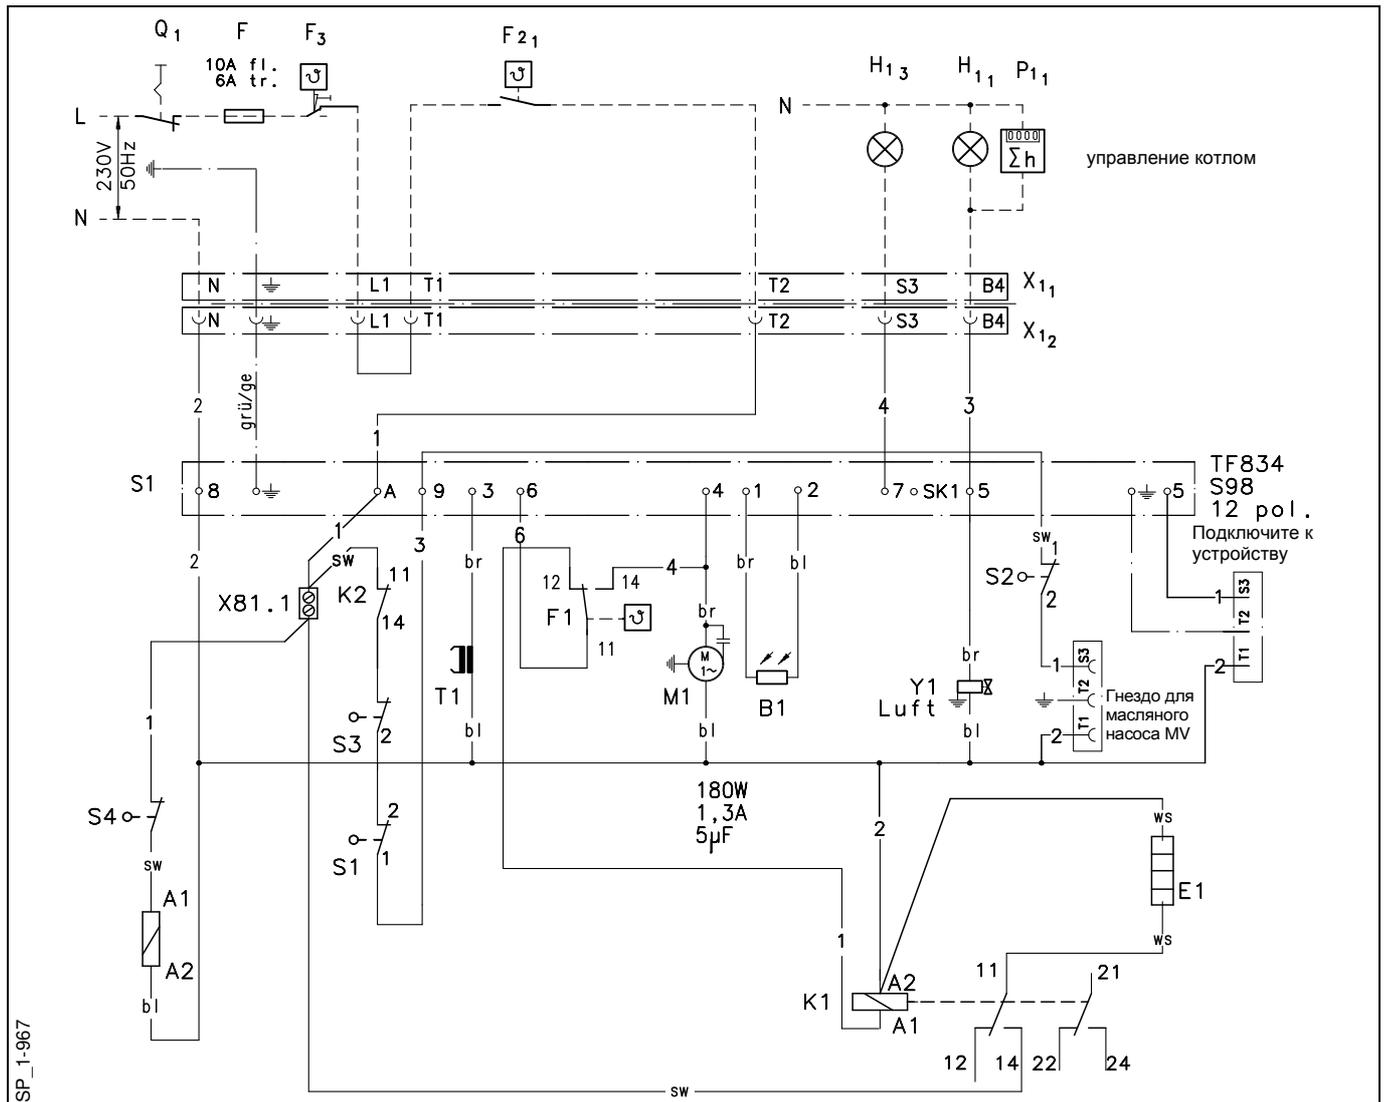 Q1 F F3 F21
10A fl.
6A tr.
ϑ ϑ
H13 H11 P11
L N
0000
Σh
230V
50Hz
управление котлом
N
N L1 T1 T2 S3 B4 X11
N L1 T1 T2 S3 B4 X12
2 grü/ge 4 3
1
S1 8 A 9 3 6 4 1 2 7 SK1 5 5
TF834
S98
12 pol.
Подключите к
устройству
1 6 sw 1
2 sw 3 br 4 br bl
11 12 14 S2 2
X81.1 K2 F1 ϑ 1 S3
14 br T2
11 2 T1
M
1~
br 1 S3
T1 M1 B1 Y1 T2
Luft
Гнездо для
масляного
насоса MV
1 S3 2 bl bl bl 2 T1
180W
1,3A
5µF
S4 2 2 ws
S1 1
sw E1
A1
A2 1 ws
11 21
bl K1 A2
A1
12 14 22 24
sw
SP_1-967